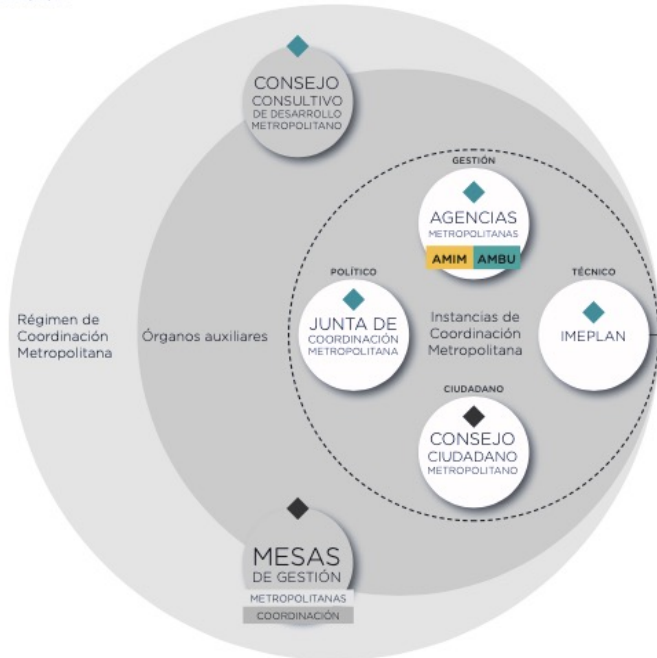 CONSEJO
CONSULTIVO
DE DESARROLLO
METROPOLITANO
GESTIÓN
AGENCIAS
METROPOLITANAS
AMIM AMBU
POLÍTICO
JUNTA DE
COORDINACIÓN
METROPOLITANA
TÉCNICO
IMEPLAN
Régimen de
Coordinación
Metropolitana
Órganos auxiliares
Instancias de
Coordinación
Metropolitana
CIUDADANO
CONSEJO
CIUDADANO
METROPOLITANO
MESAS
DE GESTIÓN
METROPOLITANAS
COORDINACIÓN